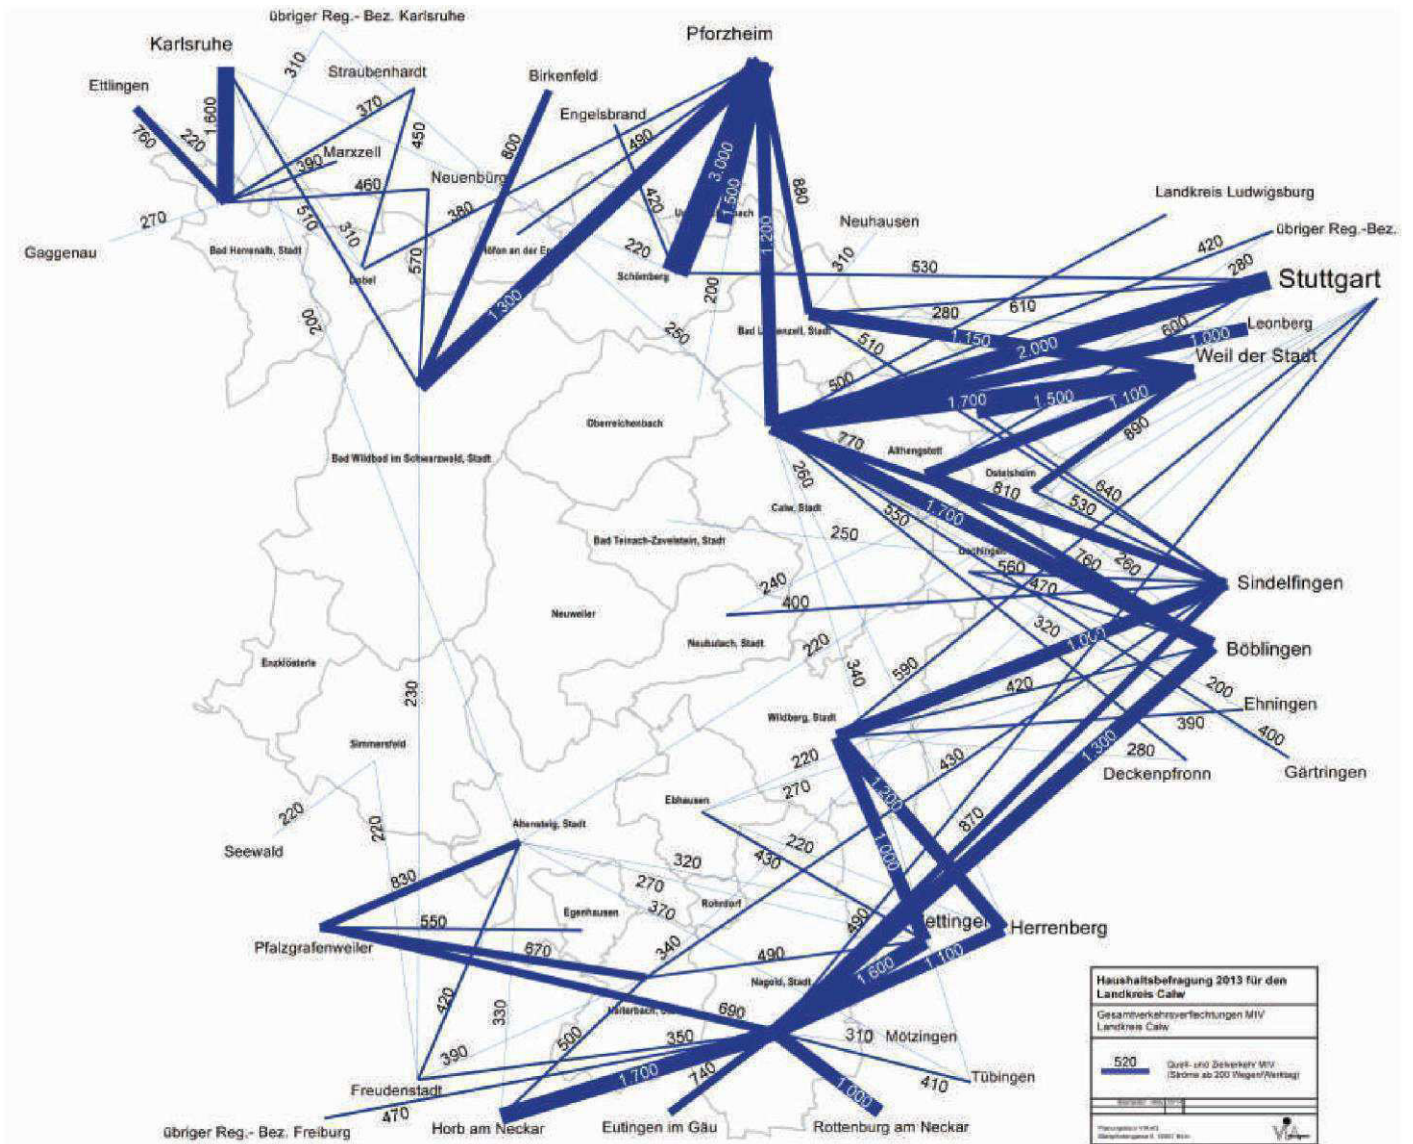 übriger Reg.- Bez. Karlsruhe
Karlsruhe
Pforzheim
Ettlingen
Straubenhardt
Birkenfeld
Engelsbrand
310
370
1.600
760
220
450
800
490
3.000
Marxzell
390
460
Neuenbürg
380
420
1.500
880
Landkreis Ludwigsburg
270
Gaggenau
510
310
Bad Herrenalb, Stadt
Dobel
570
Höfen an der
220
Schömberg
200
1.200
Neuhausen
310
530
420
übriger Reg.-Bez.
280
Stuttgart
200
1.300
250
Bad Liebenzell, Stadt
280
610
510
1.150
2.000
600
1.000
Leonberg
Weil der Stadt
500
1.700
1.500
1.100
Oberreichenbach
770
Althengstett
890
Bad Wildbad im Schwarzwald, Stadt
260
Ostelsheim
810
640
530
Calw, Stadt
550
1.700
Bad Teinach-Zavelstein, Stadt
250
760
260
560
470
Sindelfingen
240
400
Neuweiler
Neubulach, Stadt
220
320
1.000
Böblingen
Enzklösterle
340
590
420
200
Ehningen
230
Wildberg, Stadt
390
400
Simmersfeld
220
430
1.300
280
Deckenpfronn
Gärtringen
270
1.200
Ebhausen
220
Seewald
220
Altensteig, Stadt
220
430
1.000
870
830
320
270
370
Rohrdorf
Egenhausen
550
490
ettingen
Herrenberg
Pfalzgrafenweiler
670
340
490
1.600
1.100
Nagold, Stadt
420
330
690
500
350
310
Mötzingen
390
Freudenstadt
1.700
740
1.000
410
Tübingen
470
übriger Reg.- Bez. Freiburg
Horb am Neckar
Eutingen im Gäu
Rottenburg am Neckar
Haushaltsbefragung 2013 für den
Landkreis Calw
Gesamtverkehrsverflechtungen MIV
Landkreis Calw
520
Quell- und Zielverkehr MIV
(Ströme ab 200 Wegen/Werktag)